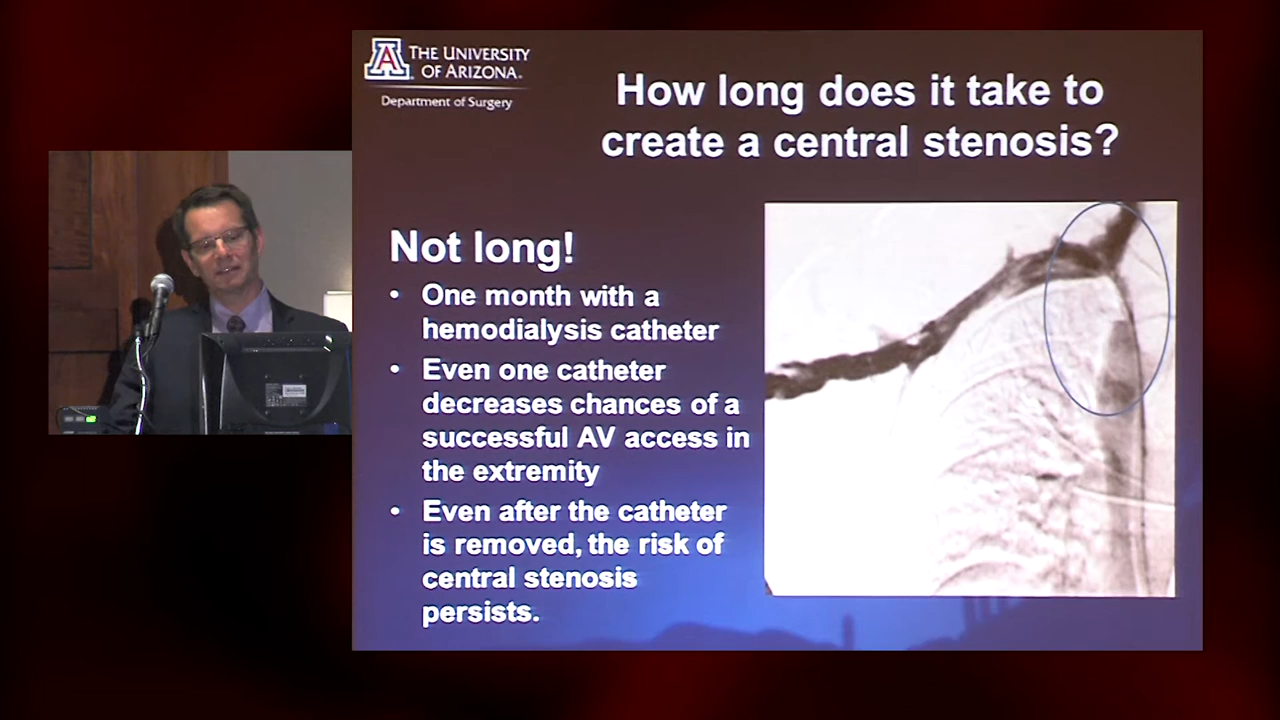 THE UNIVERSITY
OF ARIZONA.
Department of Surgery
How long does it take to
create a central stenosis?
Not long!
• One month with a
hemodialysis catheter
• Even one catheter
decreases chances of a
successful AV access in
the extremity
• Even after the catheter
is removed, the risk of
central stenosis
persists.